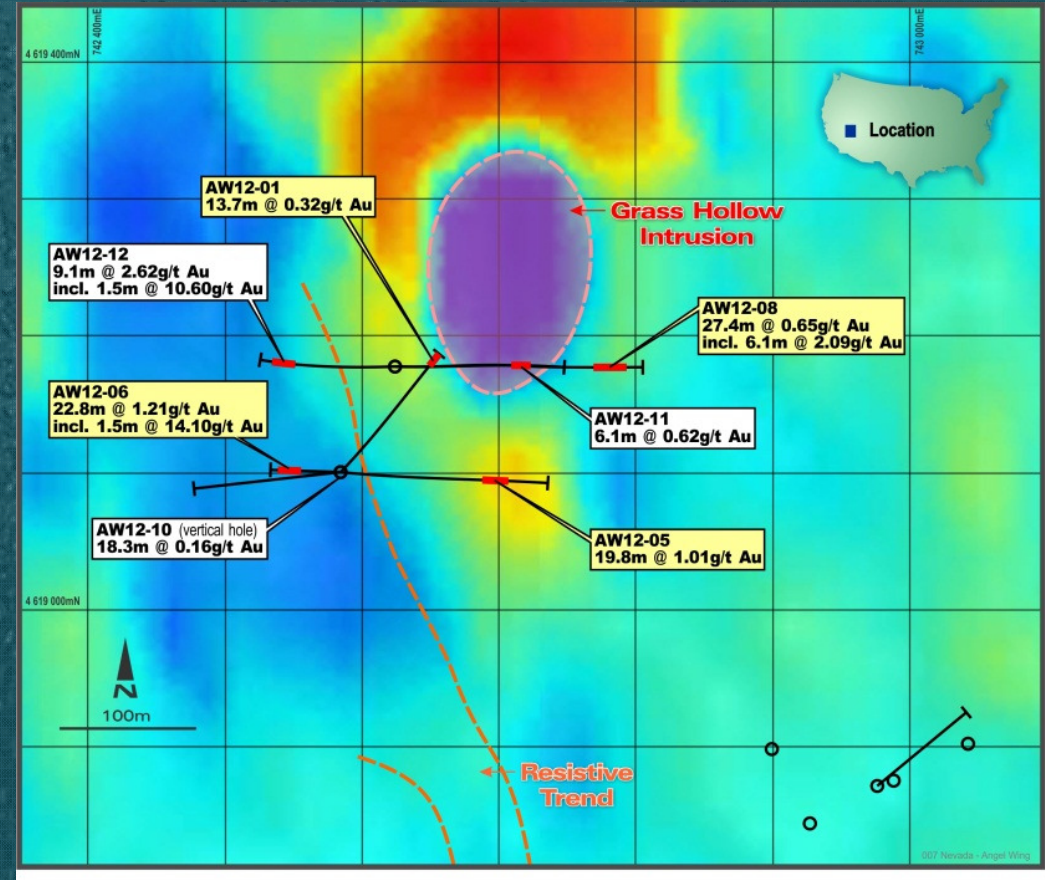 742 400mE
743 000mE
4 619 400mN
Location
AW12-01
13.7m @ 0.32g/t Au
Grass Hollow
Intrusion
AW12-12
9.1m @ 2.62g/t Au
incl. 1.5m @ 10.60g/t Au
AW12-08
27.4m @ 0.65g/t Au
incl. 6.1m @ 2.09g/t Au
AW12-06
22.8m @ 1.21g/t Au
incl. 1.5m @ 14.10g/t Au
AW12-11
6.1m @ 0.62g/t Au
AW12-10 (vertical hole)
18.3m @ 0.16g/t Au
AW12-05
19.8m @ 1.01g/t Au
4 619 000mN
N
100m
Resistive
Trend
007 Nevada - Angel Wing